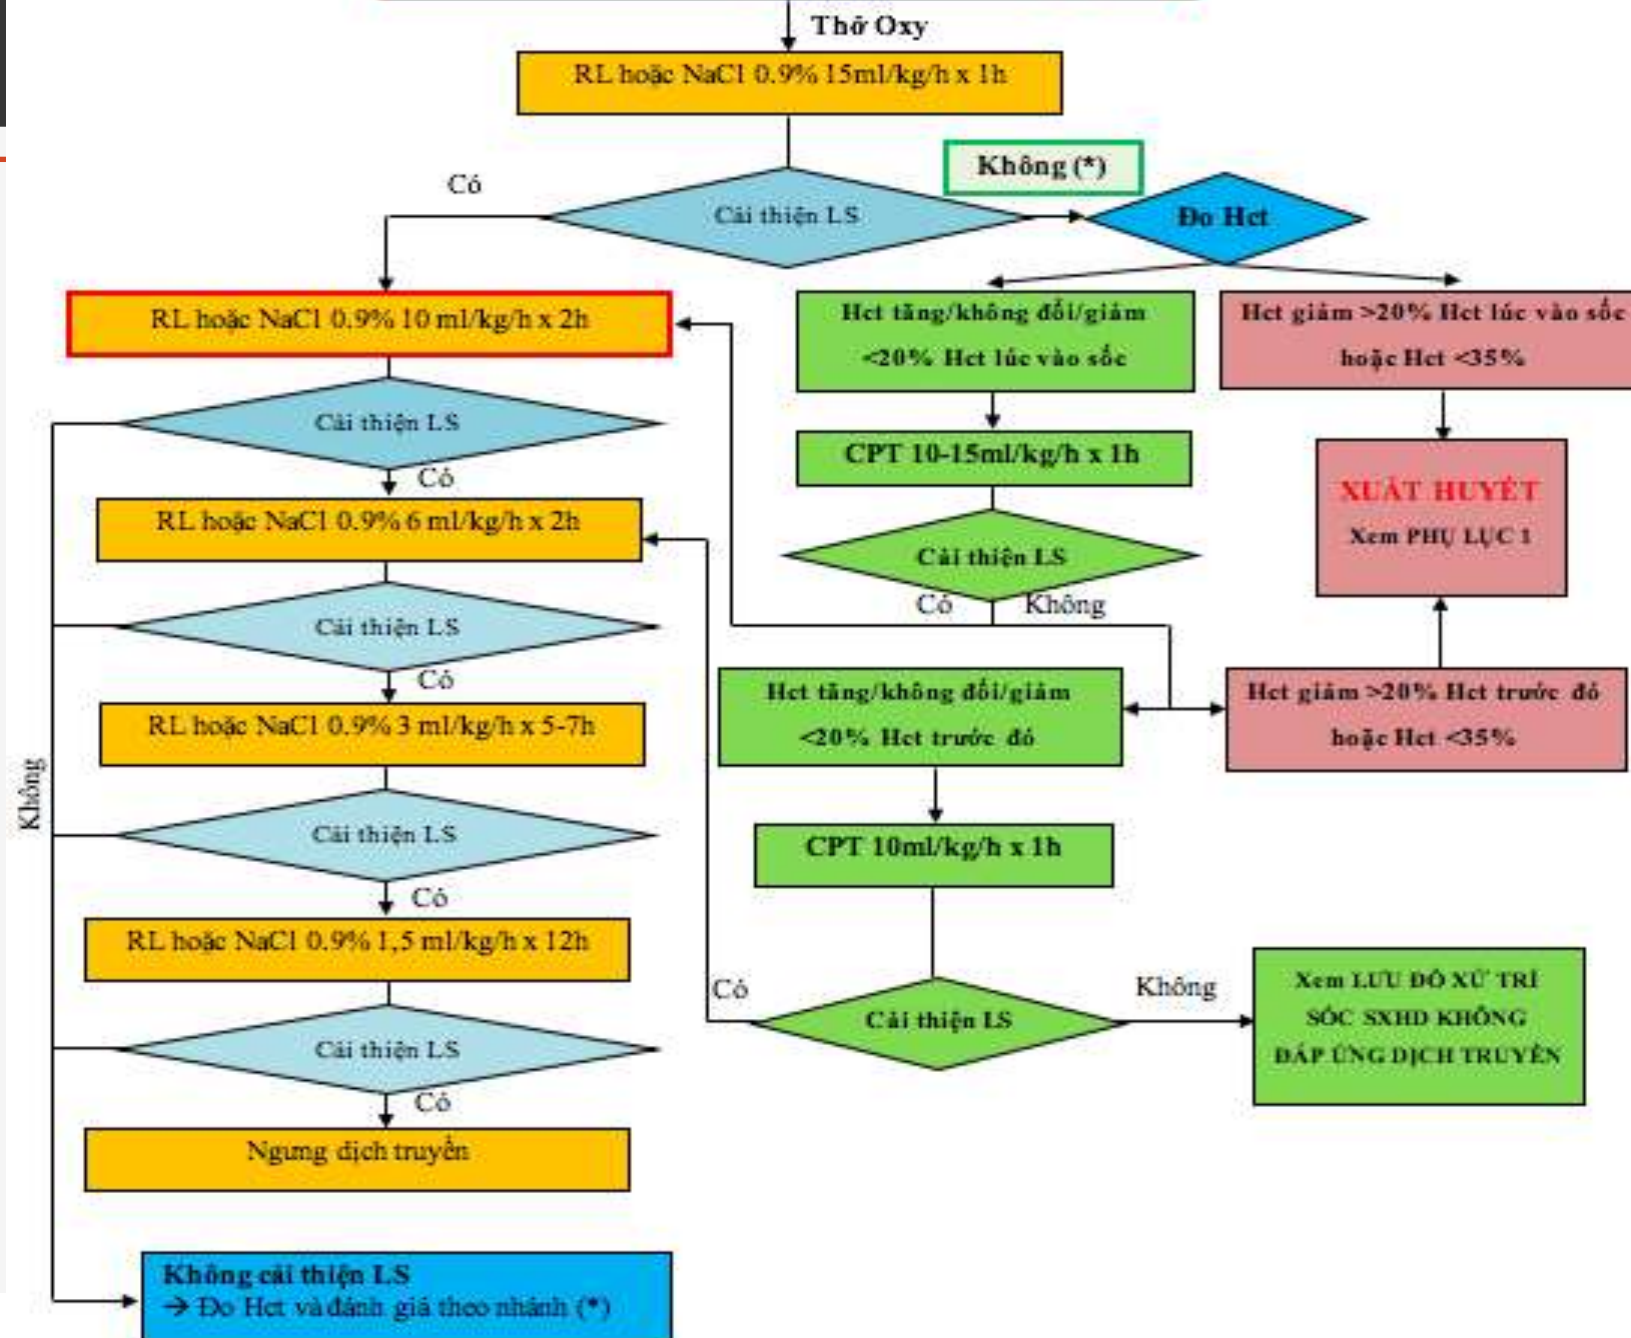 Thở Oxy
RL hoặc NaCl 0.9% 15ml/kg/h x 1h
Không (*)
Có
Cải thiện LS
Đo Hct
RL hoặc NaCl 0.9% 10 ml/kg/h x 2h
Hct tăng/không đổi/giảm
<20% Hct lúc vào sốc
Hct giảm >20% Hct lúc vào sốc
hoặc Hct <35%
Cải thiện LS
Có
CPT 10-15ml/kg/h x 1h
XUẤT HUYẾT
Xem PHỤ LỤC 1
RL hoặc NaCl 0.9% 6 ml/kg/h x 2h
Cải thiện LS
Có
Không
Cải thiện LS
Có
Hct tăng/không đổi/giảm
<20% Hct trước đó
Hct giảm >20% Hct trước đó
hoặc Hct <35%
RL hoặc NaCl 0.9% 3 ml/kg/h x 5-7h
Không
Cải thiện LS
Có
CPT 10ml/kg/h x 1h
RL hoặc NaCl 0.9% 1,5 ml/kg/h x 12h
Có
Cải thiện LS
Không
Xem LƯU ĐỒ XỬ TRÍ
SỐC SXHD KHÔNG
ĐÁP ỨNG DỊCH TRUYỀN
Cải thiện LS
Có
Ngưng dịch truyền
Không cải thiện LS
→ Đo Hct và đánh giá theo nhánh (*)